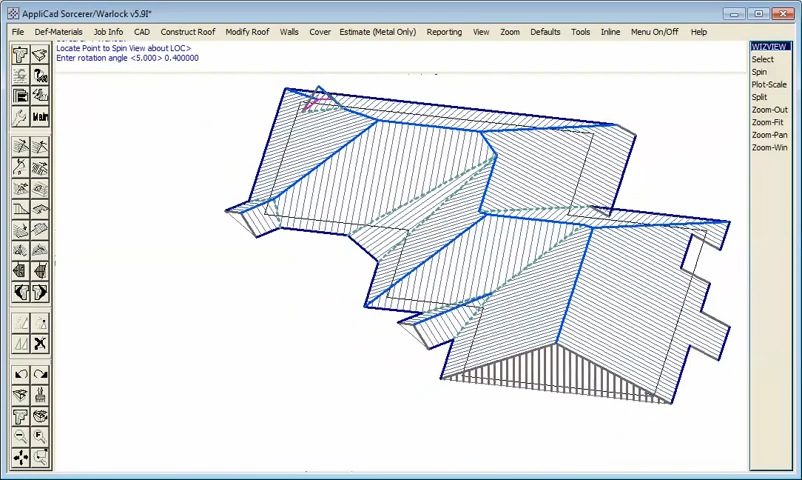 AppliCad Sorcerer/Warlock v5.9I*
File Def-Materials Job Info CAD Construct Roof Modify Roof Walls Cover Estimate (Metal Only) Reporting View Zoom Defaults Tools Inline Menu On/Off Help
Locate Point to Spin View about LOC>
Enter rotation angle <5.000> 0.400000
WIZVIEW
Select
Spin
Plot-Scale
Split
Zoom-Out
Zoom-Fit
Zoom-Pan
Zoom-Win
Main